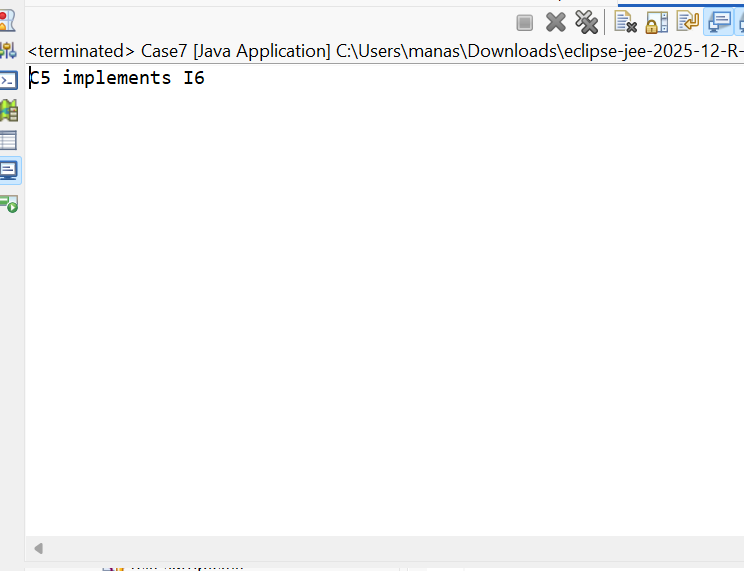 <terminated> Case7 [Java Application] C:\Users\manas\Downloads\eclipse-jee-2025-12-R-
C5 implements I6